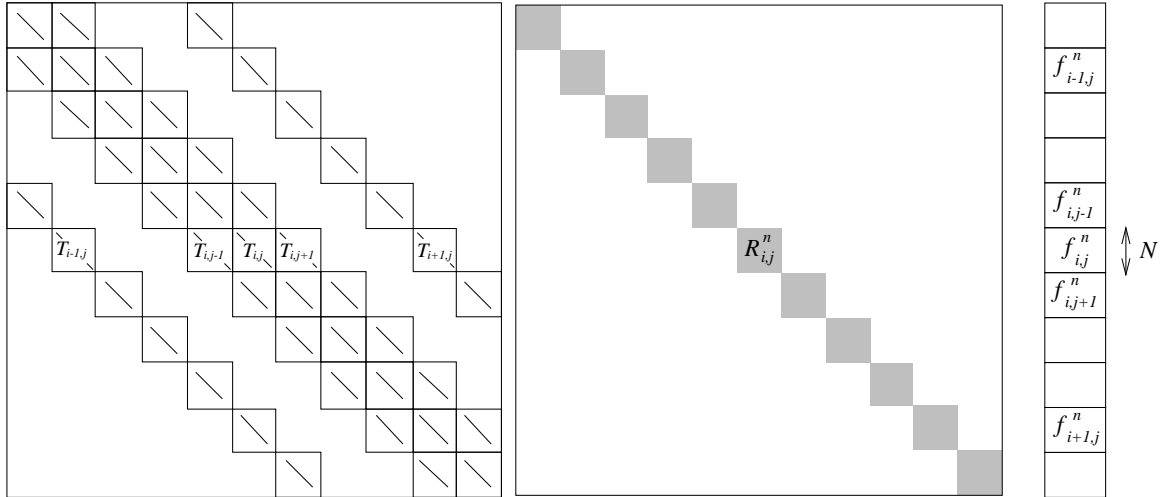 T_{i-1,j} T_{i,j-1} T_{i,j} T_{i,j+1} T_{i+1,j}
R^n_{i,j}
f^n_{i-1,j}
f^n_{i,j-1}
f^n_{i,j}
f^n_{i,j+1}
f^n_{i+1,j}
N